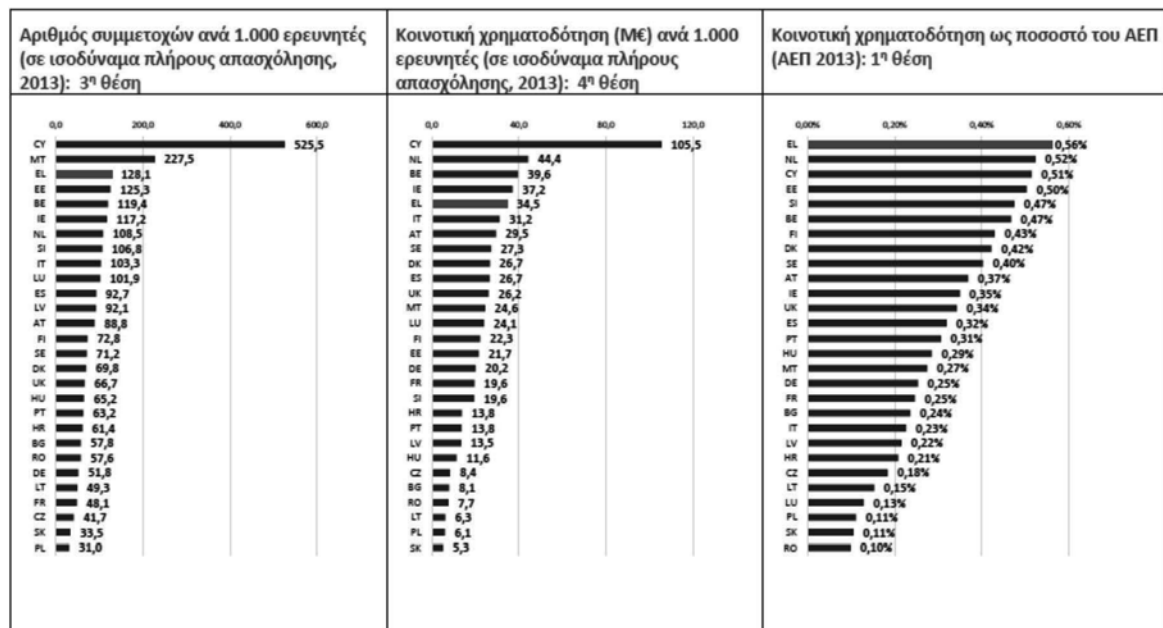 Αριθμός συμμετοχών ανά 1.000 ερευνητές
(σε ισοδύναμα πλήρους απασχόλησης,
2013): 3η θέση
0,0 200,0 400,0 600,0
CY 525,5
MT 227,5
EL 128,1
EE 125,3
BE 119,4
IE 117,2
NL 108,5
SI 106,8
IT 103,3
LU 101,9
ES 92,7
LV 92,1
AT 88,8
FI 72,8
SE 71,2
DK 69,8
UK 66,7
HU 65,2
PT 63,2
HR 61,4
BG 57,8
RO 57,6
DE 51,8
LT 49,3
FR 48,1
CZ 41,7
SK 33,5
PL 31,0
Κοινοτική χρηματοδότηση (Μ€) ανά 1.000
ερευνητές (σε ισοδύναμα πλήρους
απασχόλησης, 2013): 4η θέση
0,0 40,0 80,0 120,0
CY 105,5
NL 44,4
BE 39,6
IE 37,2
EL 34,5
IT 31,2
AT 29,5
SE 27,3
DK 26,7
ES 26,7
UK 26,2
MT 24,6
LU 24,1
FI 22,3
EE 21,7
DE 20,2
FR 19,6
SI 19,6
HR 13,8
PT 13,8
LV 13,5
HU 11,6
CZ 8,4
BG 8,1
RO 7,7
LT 6,3
PL 6,1
SK 5,3
Κοινοτική χρηματοδότηση ως ποσοστό του ΑΕΠ
(ΑΕΠ 2013): 1η θέση
0,00% 0,20% 0,40% 0,60%
EL 0,56%
NL 0,52%
CY 0,51%
EE 0,50%
SI 0,47%
BE 0,47%
FI 0,43%
DK 0,42%
SE 0,40%
AT 0,37%
IE 0,35%
UK 0,34%
ES 0,32%
PT 0,31%
HU 0,29%
MT 0,27%
DE 0,25%
FR 0,25%
BG 0,24%
IT 0,23%
LV 0,22%
HR 0,21%
CZ 0,18%
LT 0,15%
LU 0,13%
PL 0,11%
SK 0,11%
RO 0,10%